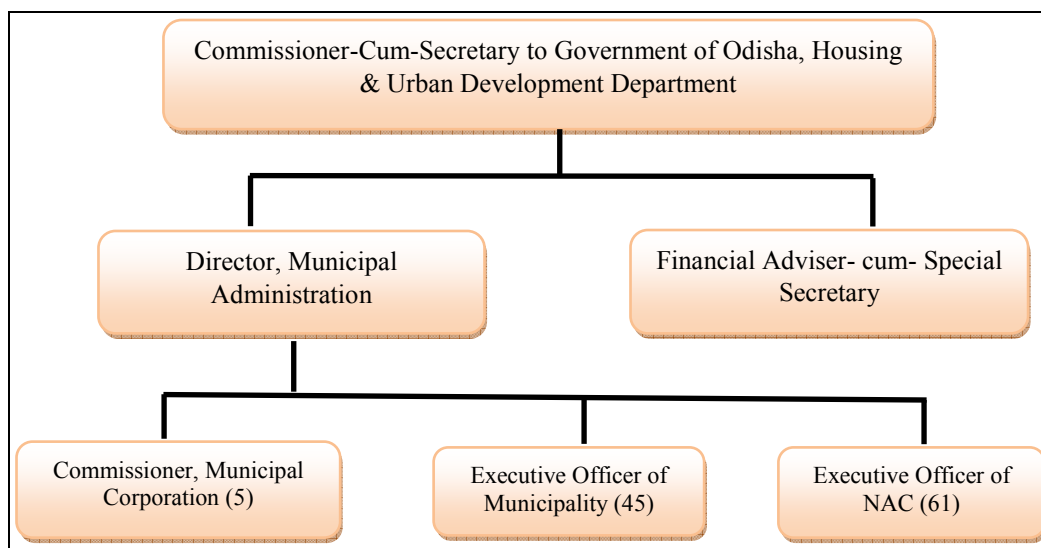 Commissioner-Cum-Secretary to Government of Odisha, Housing
& Urban Development Department
Director, Municipal
Administration
Financial Adviser- cum- Special
Secretary
Commissioner, Municipal
Corporation (5)
Executive Officer of
Municipality (45)
Executive Officer of
NAC (61)